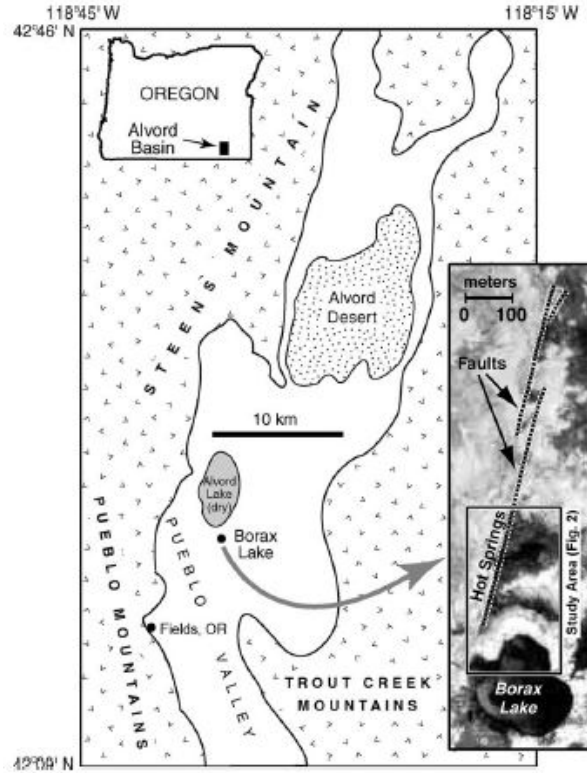 118°45' W
118°15' W
42°46' N
OREGON
Alvord
Basin
STEENS MOUNTAIN
Alvord
Desert
10 km
Alvord
Lake
(dry)
Borax
Lake
PUEBLO MOUNTAINS
PUEBLO VALLEY
Fields, OR
TROUT CREEK
MOUNTAINS
42°09' N
meters
0 100
Faults
Hot Springs
Study Area (Fig. 2)
Borax
Lake